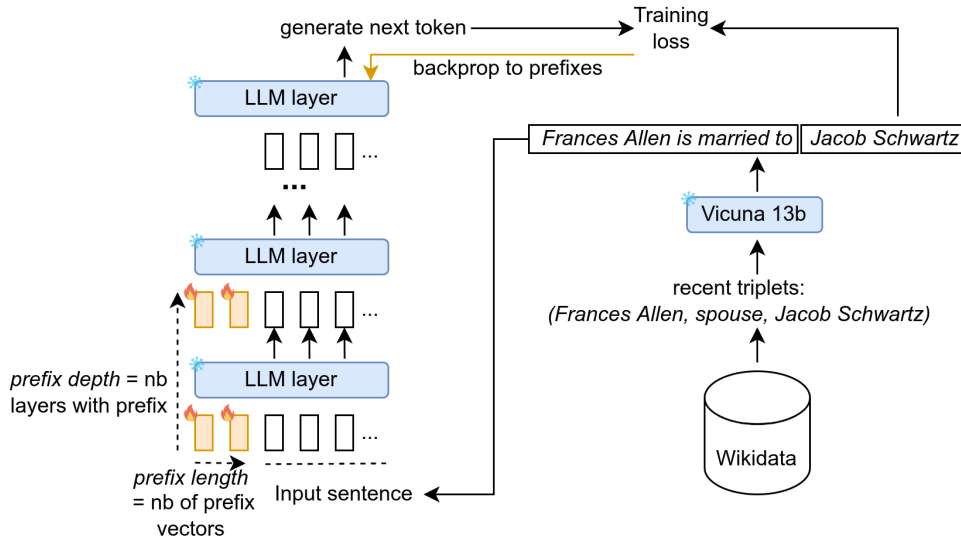 generate next token
Training
loss
backprop to prefixes
LLM layer
...
...
Frances Allen is married to
Jacob Schwartz
Vicuna 13b
LLM layer
recent triplets:
(Frances Allen, spouse, Jacob Schwartz)
...
LLM layer
prefix depth = nb
layers with prefix
...
Wikidata
prefix length
= nb of prefix
vectors
Input sentence